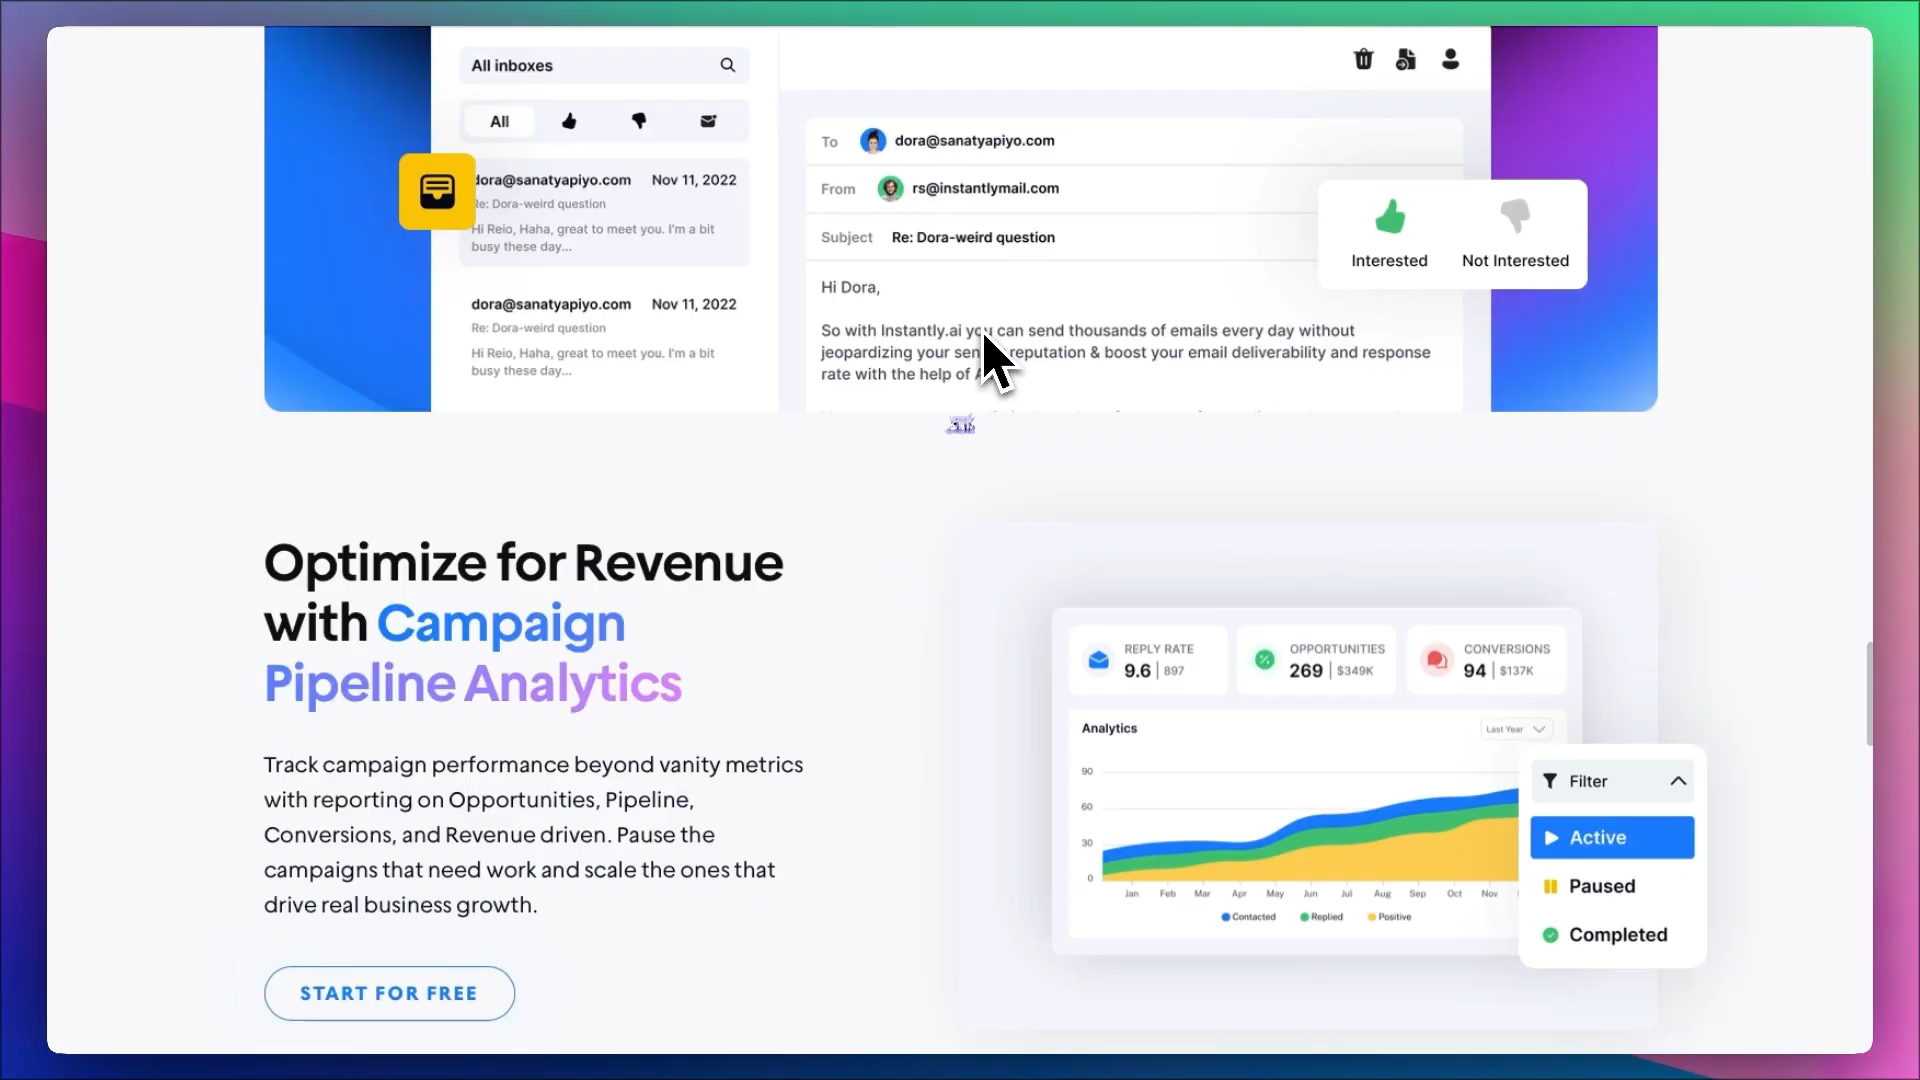 All inboxes
All
dora@sanatyapiyo.com Nov 11, 2022
Re: Dora-weird question
Hi Reio, Haha, great to meet you. I'm a bit
busy these day...
dora@sanatyapiyo.com Nov 11, 2022
Re: Dora-weird question
Hi Reio, Haha, great to meet you. I'm a bit
busy these day...
To dora@sanatyapiyo.com
From rs@instantlymail.com
Subject Re: Dora-weird question
Interested Not Interested
Hi Dora,
So with Instantly.ai you can send thousands of emails every day without
jeopardizing your reputation & boost your email deliverability and response
rate with the help of
Optimize for Revenue
with Campaign
Pipeline Analytics
Track campaign performance beyond vanity metrics
with reporting on Opportunities, Pipeline,
Conversions, and Revenue driven. Pause the
campaigns that need work and scale the ones that
drive real business growth.
START FOR FREE
REPLY RATE
9.6 | 897
OPPORTUNITIES
269 | $349K
CONVERSIONS
94 | $137K
Analytics
Last Year
90
60
30
0
Jan Feb Mar Apr May Jun Jul Aug Sep Oct Nov
Contacted Replied Positive
Filter
Active
Paused
Completed